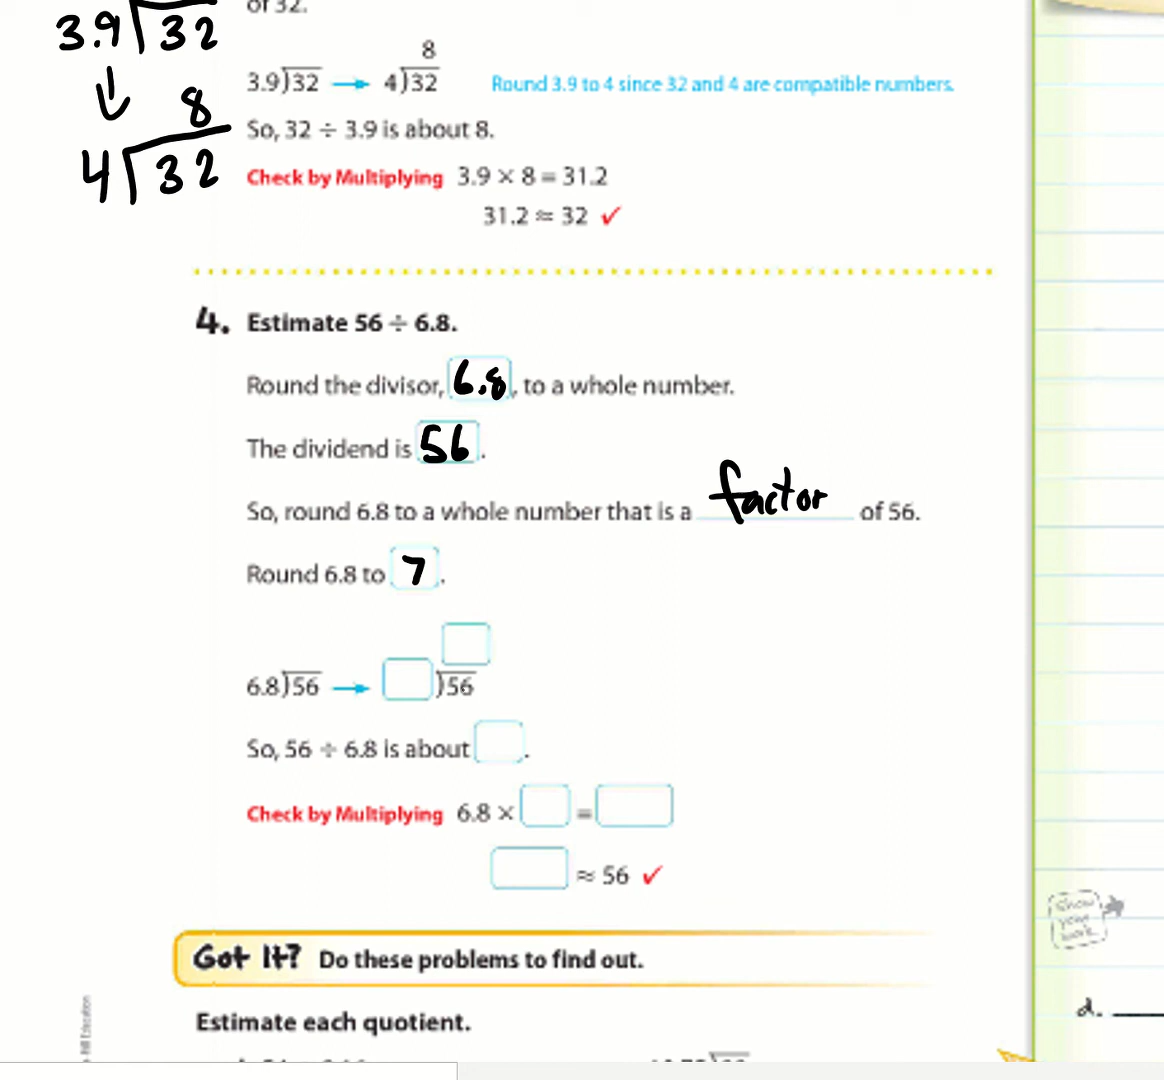 of 32.
3.9)32
8
3.9)32 → 4)32 Round 3.9 to 4 since 32 and 4 are compatible numbers.
8
4)32
So, 32 ÷ 3.9 is about 8.
Check by Multiplying 3.9 × 8 = 31.2
31.2 ≈ 32 ✓
4. Estimate 56 ÷ 6.8.
Round the divisor, 6.8, to a whole number.
The dividend is 56.
So, round 6.8 to a whole number that is a factor of 56.
Round 6.8 to 7.
6.8)56 → )56
So, 56 ÷ 6.8 is about .
Check by Multiplying 6.8 × =
≈ 56 ✓
Show your work
Got It? Do these problems to find out.
d.
Estimate each quotient.
Education